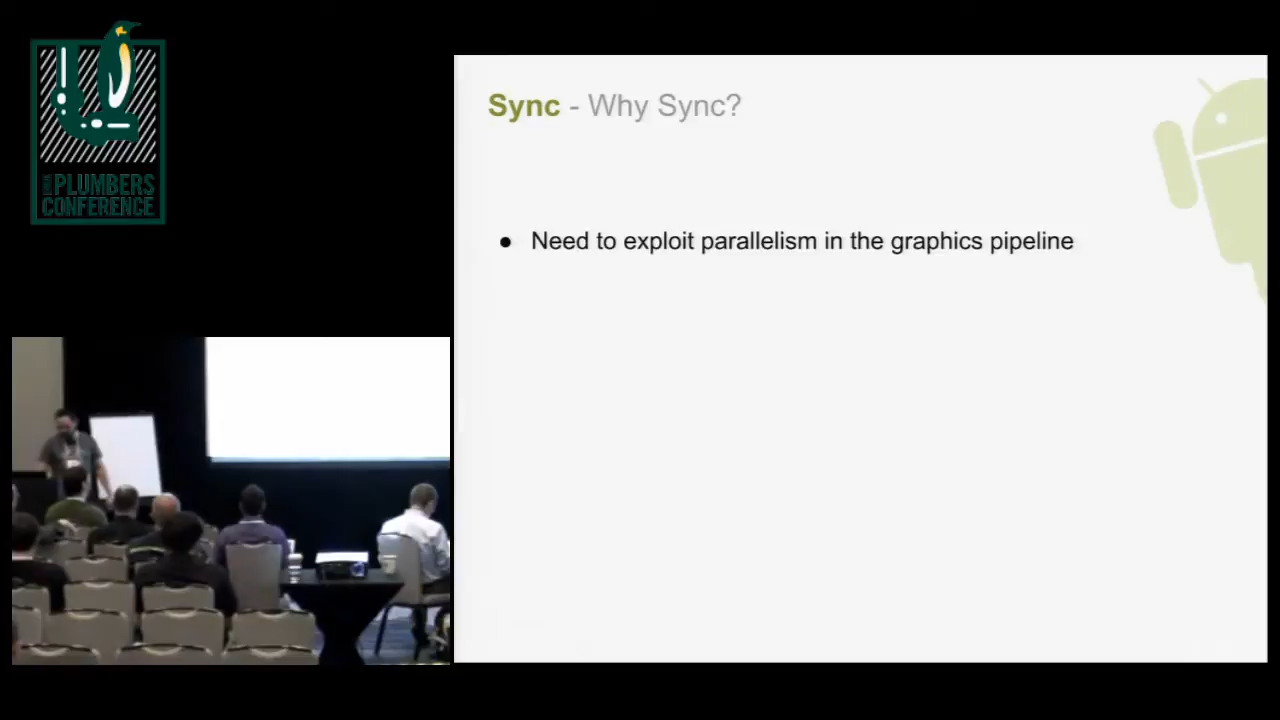 PLUMBERS
CONFERENCE
Sync - Why Sync?
● Need to exploit parallelism in the graphics pipeline